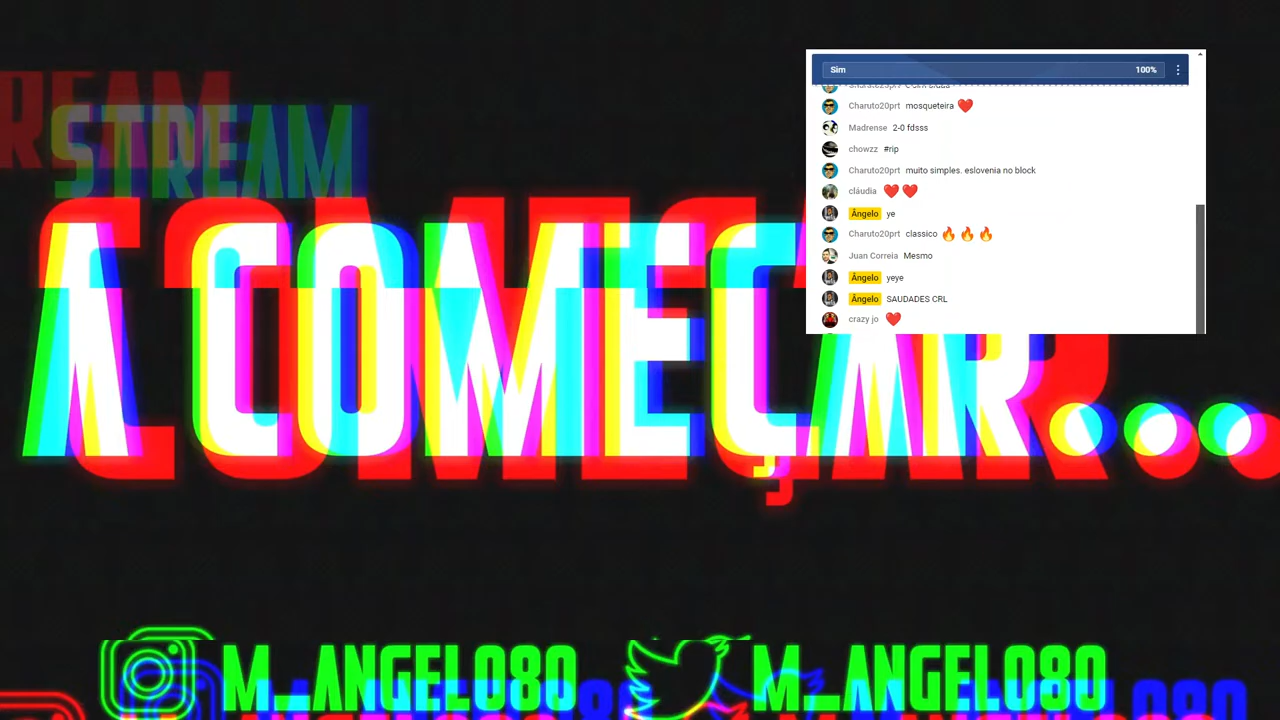 STREAM
A COMEÇAR...
Sim 100%
Charuto20prt mosqueteira
Madrense 2-0 fdsss
chowzz #rip
Charuto20prt muito simples. eslovenia no block
cláudia
Ângelo ye
Charuto20prt classico
Juan Correia Mesmo
Ângelo yeye
Ângelo SAUDADES CRL
crazy jo
M_ANGELO80 M_ANGELO80